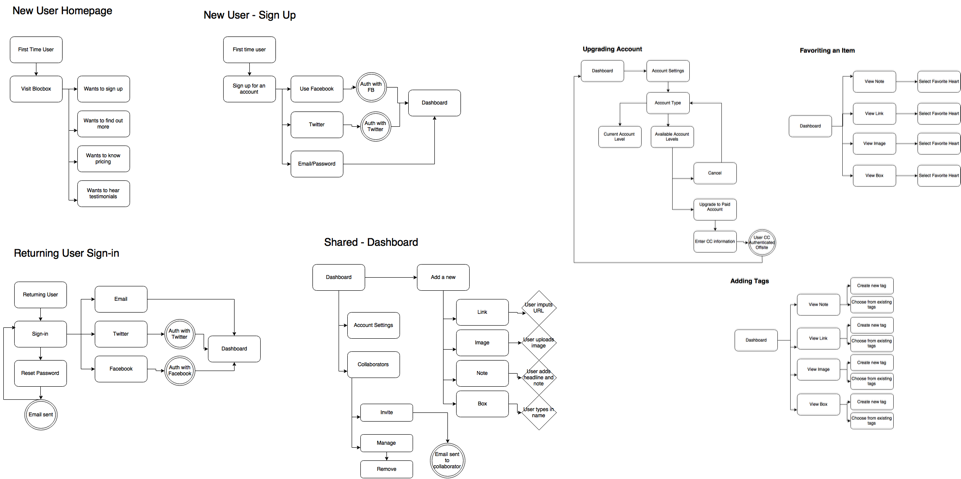 New User Homepage
First Time User
Visit Blocbox
Wants to sign up
Wants to find out
more
Wants to know
pricing
Wants to hear
testimonials
New User - Sign Up
First time user
Sign up for an
account
Use Facebook
Auth with
FB
Twitter
Auth with
Twitter
Email/Password
Dashboard
Upgrading Account
Dashboard
Account Settings
Account Type
Current Account
Level
Available Account
Levels
Cancel
Upgrade to Paid
Account
Enter CC Information
User CC
Authenticated
Offsite
Favoriting an Item
Dashboard
View Note
Select Favorite Heart
View Link
Select Favorite Heart
View Image
Select Favorite Heart
View Box
Select Favorite Heart
Returning User Sign-in
Returning User
Sign-in
Reset Password
Email sent
Email
Twitter
Auth with
Twitter
Facebook
Auth with
Facebook
Dashboard
Shared - Dashboard
Dashboard
Add a new
Account Settings
Collaborators
Invite
Manage
Remove
Email sent
to
collaborator
Link
User imputs
URL
Image
User uploads
image
Note
User adds
headline and
note
Box
User types in
name
Adding Tags
Dashboard
View Note
Create new tag
Choose from existing
tags
View Link
Create new tag
Choose from existing
tags
View Image
Create new tag
Choose from existing
tags
View Box
Create new tag
Choose from existing
tags